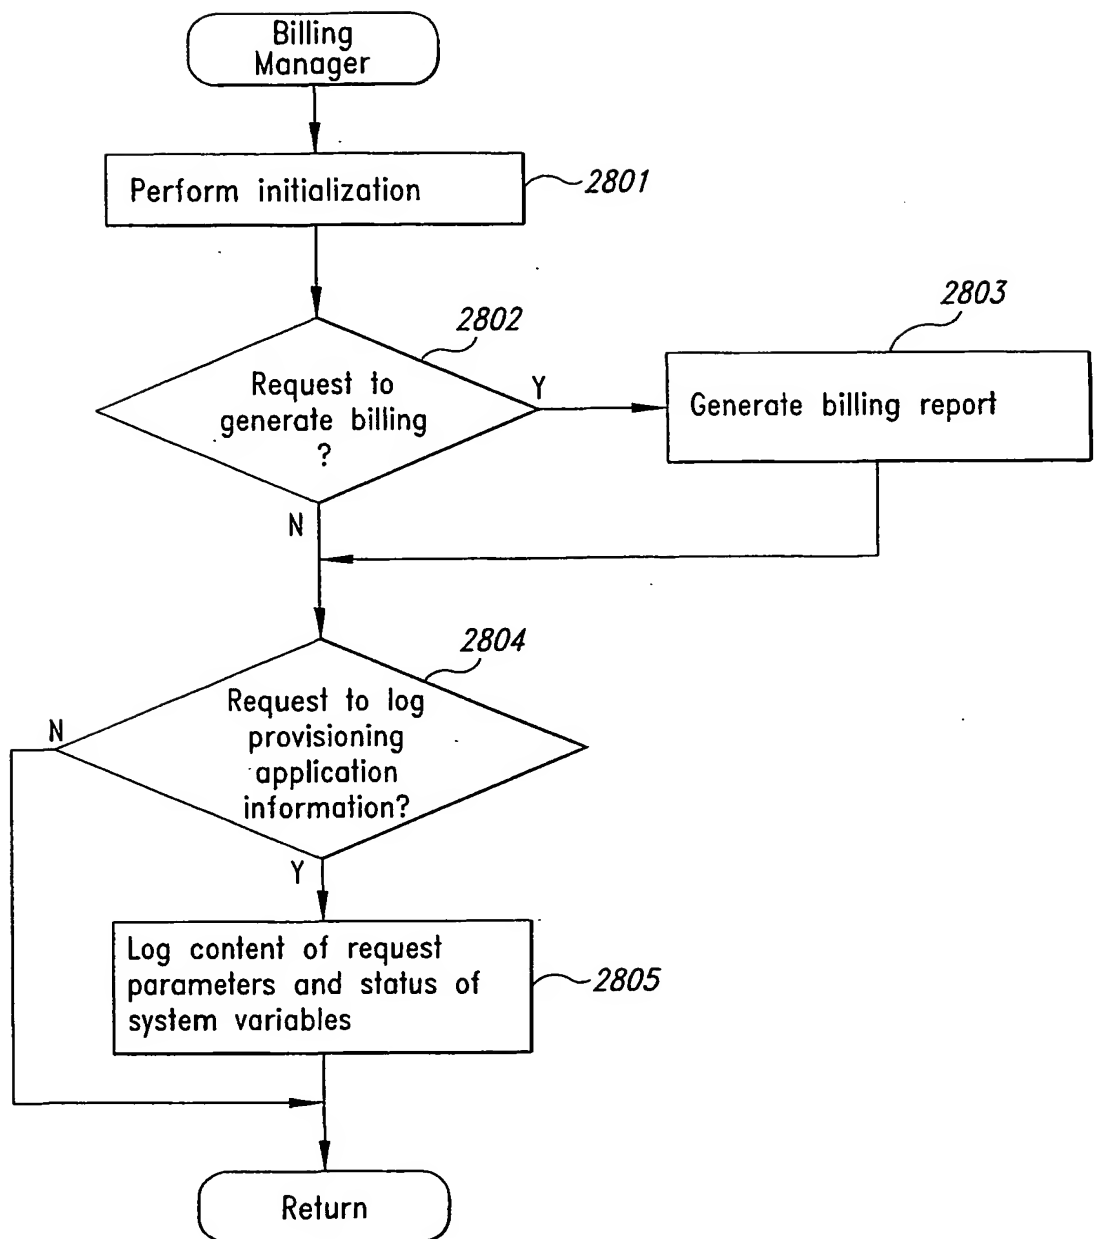 Billing
Manager
Perform initialization
2801
2802
2803
Request to
generate billing
?
Y
Generate billing report
N
2804
Request to log
provisioning
application
information?
N
Y
Log content of request
parameters and status of
system variables
2805
Return